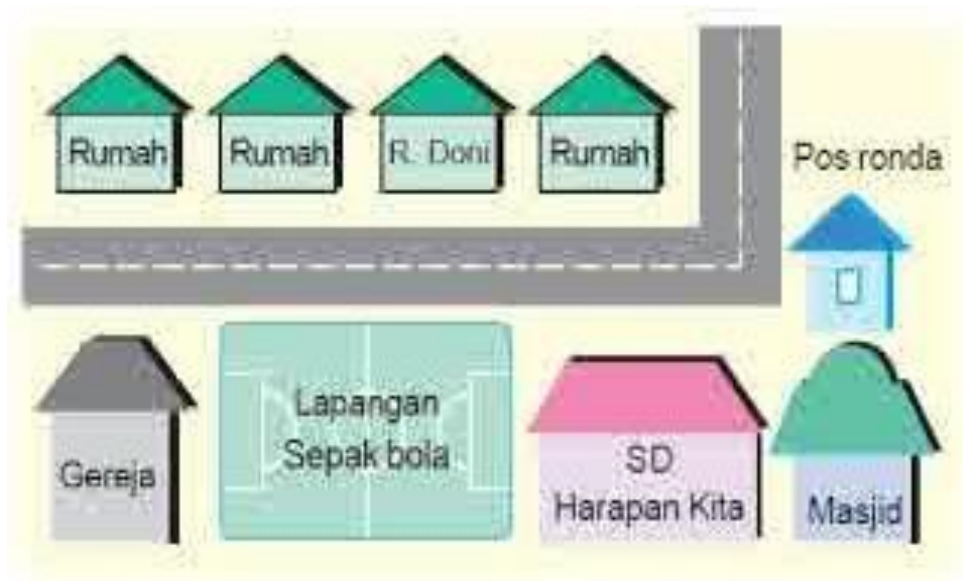 Rumah
Rumah
R. Doni
Rumah
Pos ronda
Gereja
Lapangan
Sepak bola
SD
Harapan Kita
Masjid